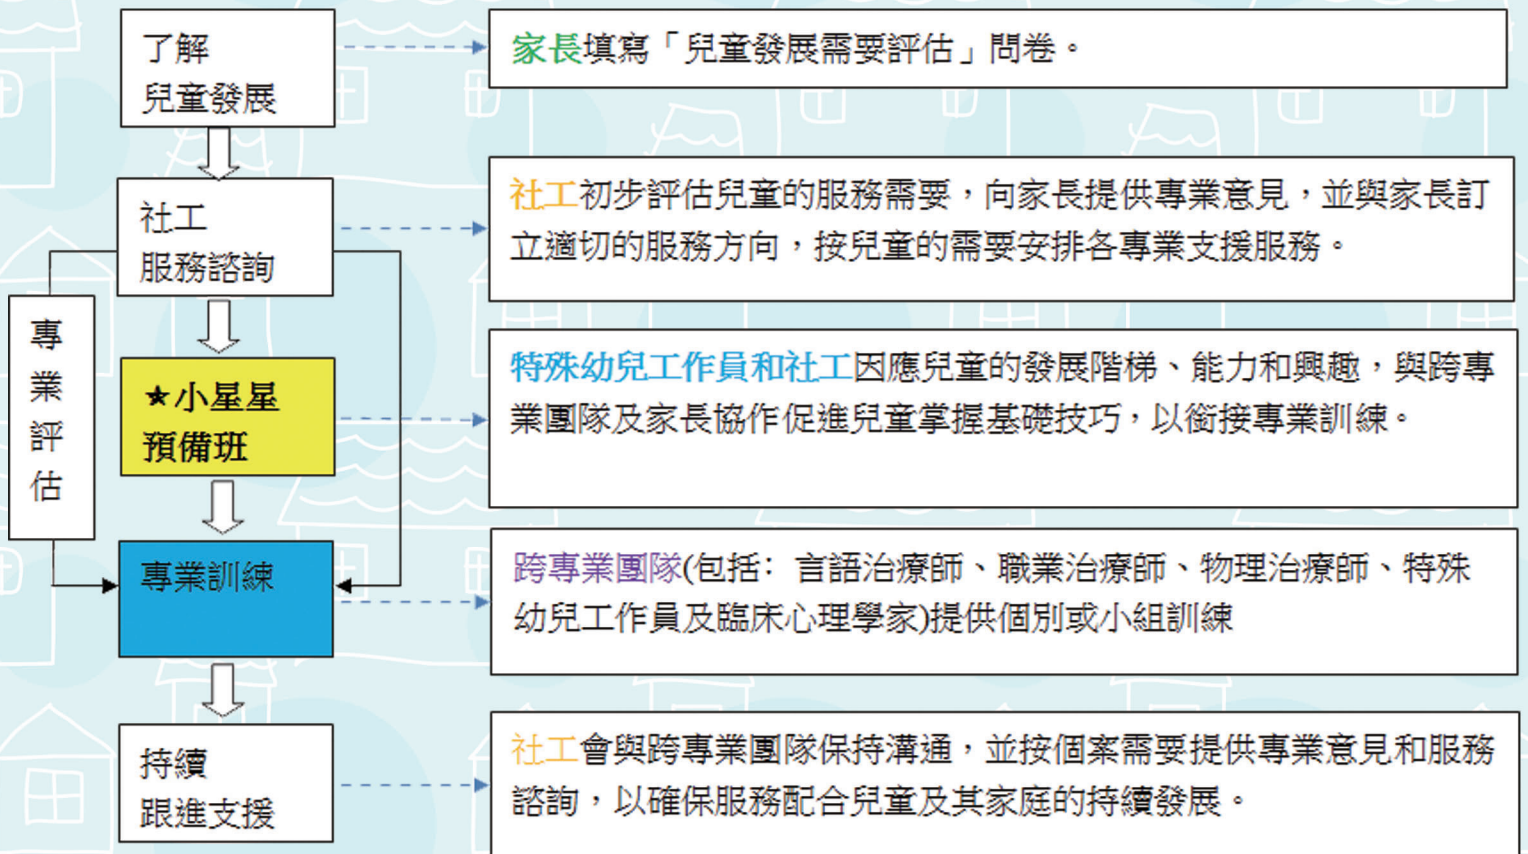 了解
兒童發展
家長填寫「兒童發展需要評估」問卷。
社工
服務諮詢
社工初步評估兒童的服務需要，向家長提供專業意見，並與家長訂
立適切的服務方向，按兒童的需要安排各專業支援服務。
專
業
評
估
★小星星
預備班
特殊幼兒工作員和社工因應兒童的發展階梯、能力和興趣，與跨專
業團隊及家長協作促進兒童掌握基礎技巧，以銜接專業訓練。
專業訓練
跨專業團隊(包括：言語治療師、職業治療師、物理治療師、特殊
幼兒工作員及臨床心理學家)提供個別或小組訓練
持續
跟進支援
社工會與跨專業團隊保持溝通，並按個案需要提供專業意見和服務
諮詢，以確保服務配合兒童及其家庭的持續發展。